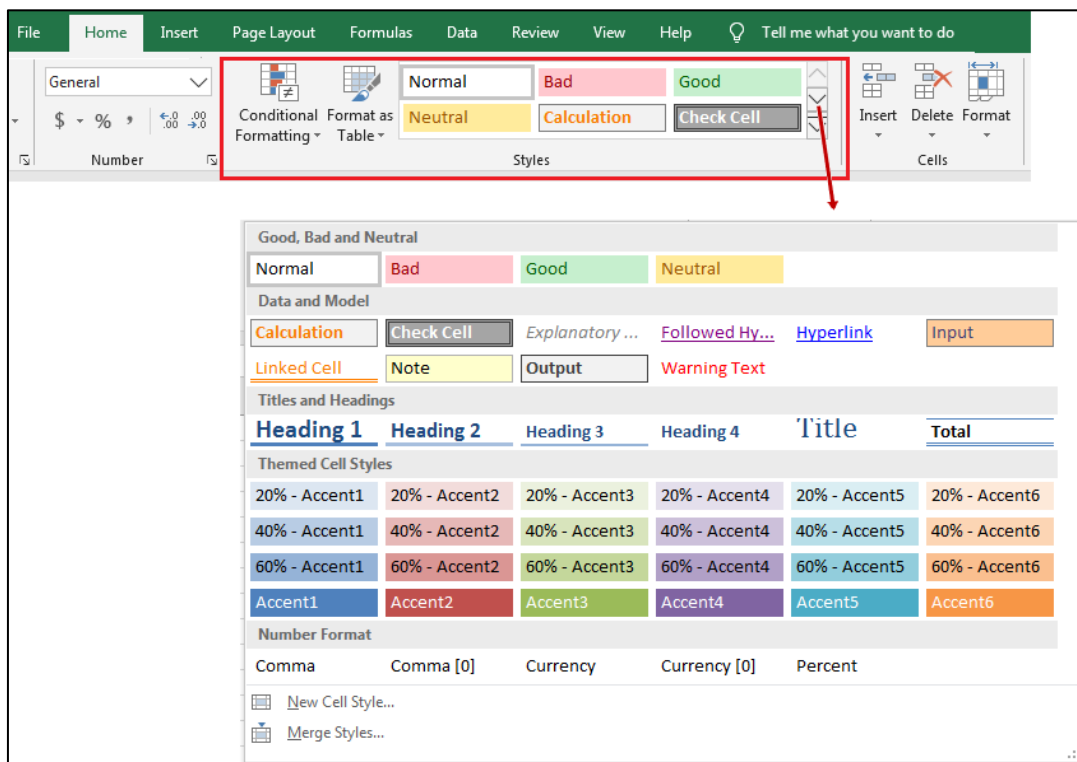 File Home Insert Page Layout Formulas Data Review View Help Tell me what you want to do
General Normal Bad Good
$ % , .0 .00 .00 .0 Conditional Formatting Format as Table Neutral Calculation Check Cell Insert Delete Format
Number Styles Cells
Good, Bad and Neutral
Normal Bad Good Neutral
Data and Model
Calculation Check Cell Explanatory ... Followed Hy... Hyperlink Input
Linked Cell Note Output Warning Text
Titles and Headings
Heading 1 Heading 2 Heading 3 Heading 4 Title Total
Themed Cell Styles
20% - Accent1 20% - Accent2 20% - Accent3 20% - Accent4 20% - Accent5 20% - Accent6
40% - Accent1 40% - Accent2 40% - Accent3 40% - Accent4 40% - Accent5 40% - Accent6
60% - Accent1 60% - Accent2 60% - Accent3 60% - Accent4 60% - Accent5 60% - Accent6
Accent1 Accent2 Accent3 Accent4 Accent5 Accent6
Number Format
Comma Comma [0] Currency Currency [0] Percent
New Cell Style...
Merge Styles...